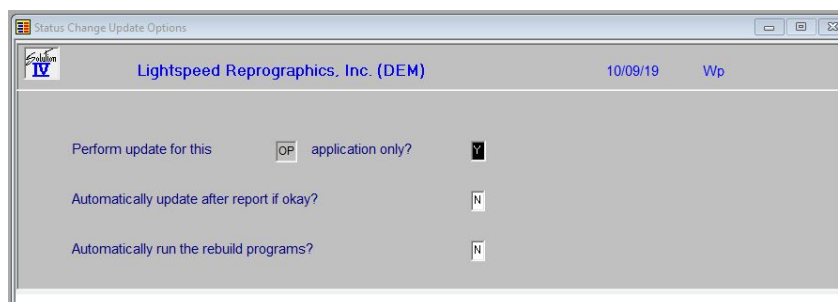 Status Change Update Options
Solution IV
Lightspeed Reprographics, Inc. (DEM) 10/09/19 Wp
Perform update for this OP application only? Y
Automatically update after report if okay? N
Automatically run the rebuild programs? N